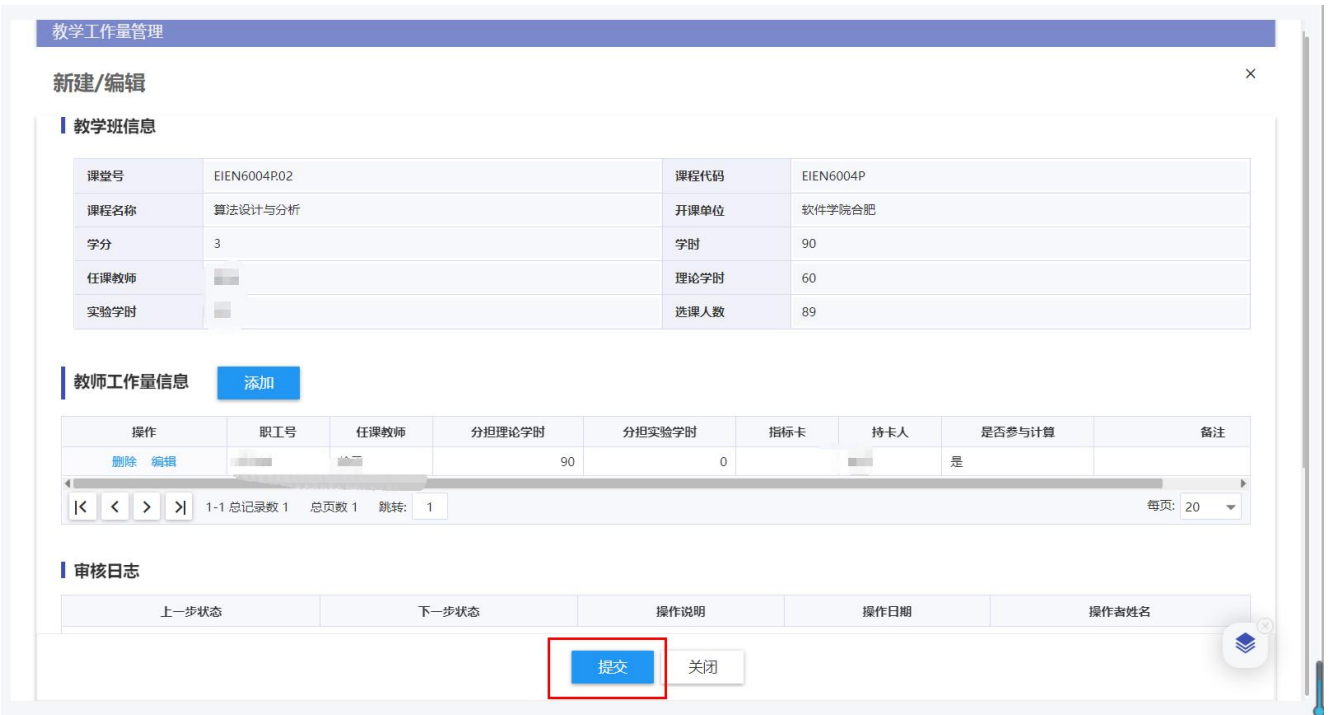 教学工作量管理
新建/编辑 ×
教学班信息
课堂号 EIEN6004P.02 课程代码 EIEN6004P
课程名称 算法设计与分析 开课单位 软件学院合肥
学分 3 学时 90
任课教师 理论学时 60
实验学时 选课人数 89
教师工作量信息 添加
操作 职工号 任课教师 分担理论学时 分担实验学时 指标卡 持卡人 是否参与计算 备注
删除 编辑 90 0 是
1-1 总记录数 1 总页数 1 跳转: 1 每页: 20
审核日志
上一步状态 下一步状态 操作说明 操作日期 操作者姓名
提交 关闭